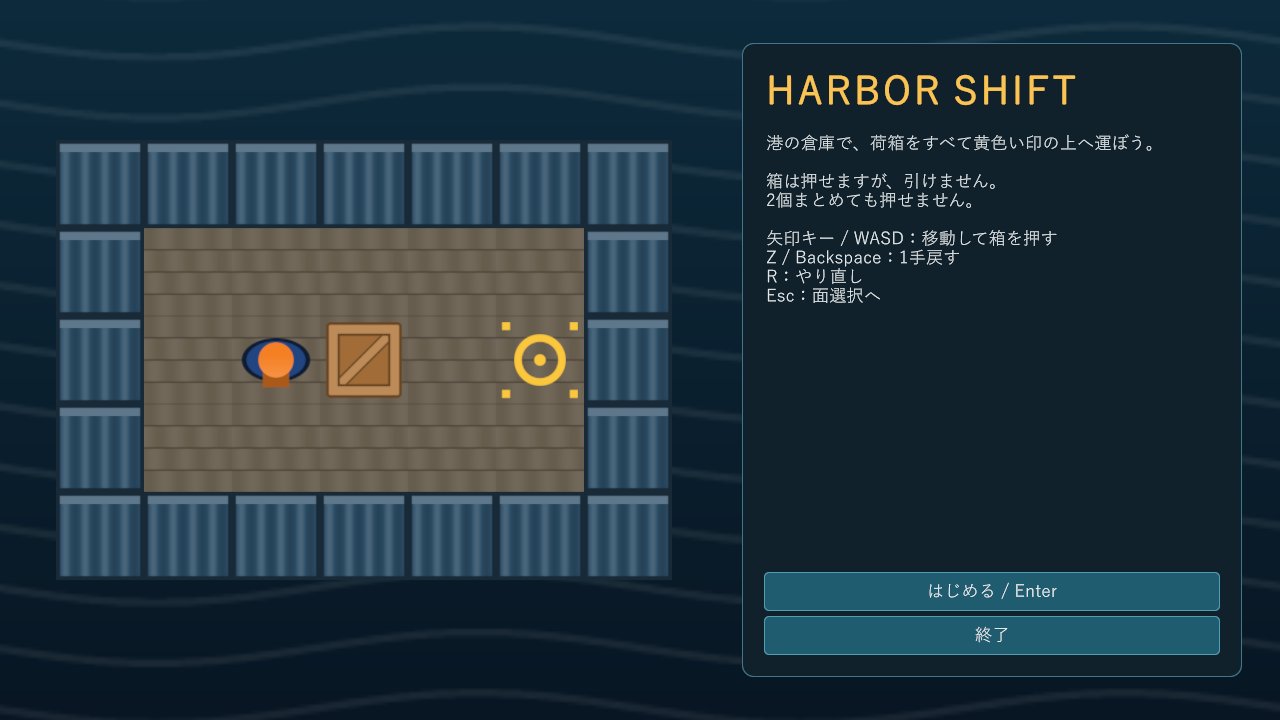 HARBOR SHIFT
港の倉庫で、荷箱をすべて黄色い印の上へ運ぼう。
箱は押せますが、引けません。
2個まとめても押せません。
矢印キー / WASD：移動して箱を押す
Z / Backspace：1手戻す
R：やり直し
Esc：面選択へ
はじめる / Enter
終了